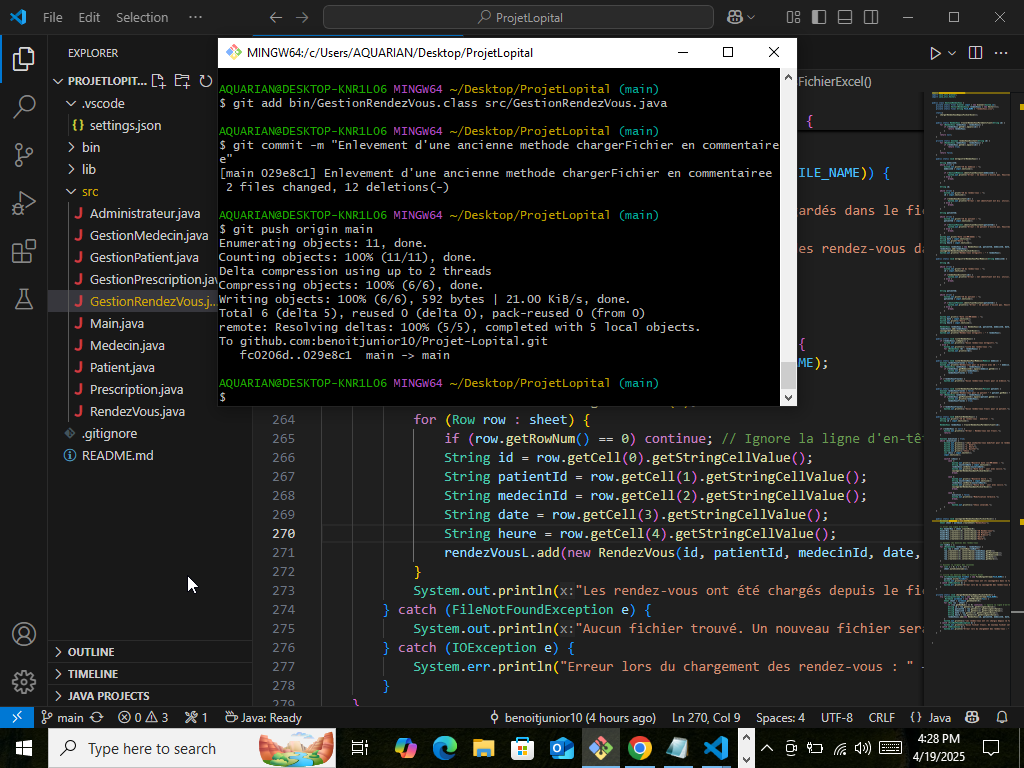 File Edit Selection ··· ProjetLopital
EXPLORER
PROJETLOPIT...
.vscode
{} settings.json
bin
lib
src
J Administrateur.java
J GestionMedecin.java
J GestionPatient.java
J GestionPrescription.jav
J GestionRendezVous.j...
J Main.java
J Medecin.java
J Patient.java
J Prescription.java
J RendezVous.java
.gitignore
README.md
OUTLINE
TIMELINE
JAVA PROJECTS
MINGW64:/c/Users/AQUARIAN/Desktop/ProjetLopital
AQUARIAN@DESKTOP-KNR1LO6 MINGW64 ~/Desktop/ProjetLopital (main)
$ git add bin/GestionRendezVous.class src/GestionRendezVous.java
AQUARIAN@DESKTOP-KNR1LO6 MINGW64 ~/Desktop/ProjetLopital (main)
$ git commit -m "Enlevement d'une ancienne methode chargerFichier en commentaire
e"
[main 029e8c1] Enlevement d'une ancienne methode chargerFichier en commentairee
2 files changed, 12 deletions(-)
AQUARIAN@DESKTOP-KNR1LO6 MINGW64 ~/Desktop/ProjetLopital (main)
$ git push origin main
Enumerating objects: 11, done.
Counting objects: 100% (11/11), done.
Delta compression using up to 2 threads
Compressing objects: 100% (6/6), done.
Writing objects: 100% (6/6), 592 bytes | 21.00 KiB/s, done.
Total 6 (delta 5), reused 0 (delta 0), pack-reused 0 (from 0)
remote: Resolving deltas: 100% (5/5), completed with 5 local objects.
To github.com:benoitjunior10/Projet-Lopital.git
fc0206d..029e8c1 main -> main
AQUARIAN@DESKTOP-KNR1LO6 MINGW64 ~/Desktop/ProjetLopital (main)
$
FichierExcel()
{
ILE_NAME)) {
ardés dans le fic
es rendez-vous da
{
ME);
264 for (Row row : sheet) {
265 if (row.getRowNum() == 0) continue; // Ignore la ligne d'en-têt
266 String id = row.getCell(0).getStringCellValue();
267 String patientId = row.getCell(1).getStringCellValue();
268 String medecinId = row.getCell(2).getStringCellValue();
269 String date = row.getCell(3).getStringCellValue();
270 String heure = row.getCell(4).getStringCellValue();
271 rendezVousL.add(new RendezVous(id, patientId, medecinId, date,
272 }
273 System.out.println(x:"Les rendez-vous ont été chargés depuis le fic
274 } catch (FileNotFoundException e) {
275 System.out.println(x:"Aucun fichier trouvé. Un nouveau fichier sera
276 } catch (IOException e) {
277 System.err.println("Erreur lors du chargement des rendez-vous : " +
278 }
279 }
main 0 3 1 Java: Ready benoitjunior10 (4 hours ago) Ln 270, Col 9 Spaces: 4 UTF-8 CRLF {} Java
Type here to search
4:28 PM
4/19/2025